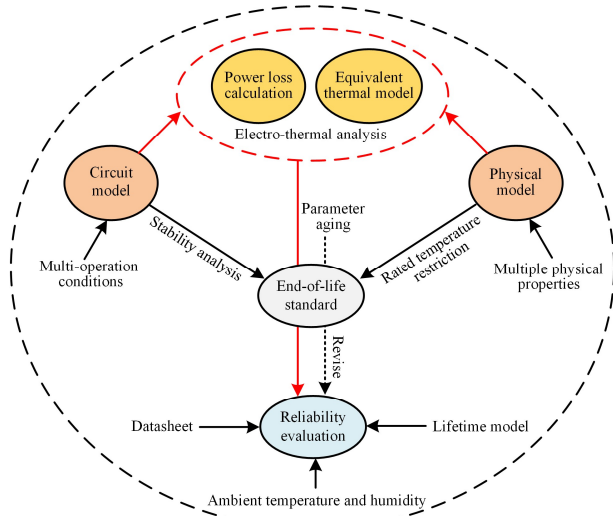 Power loss
calculation
Equivalent
thermal model
Electro-thermal analysis
Circuit
model
Physical
model
Parameter
aging
Stability analysis
Rated temperature
restriction
Multi-operation
conditions
Multiple physical
properties
End-of-life
standard
Revise
Datasheet
Reliability
evaluation
Lifetime model
Ambient temperature and humidity